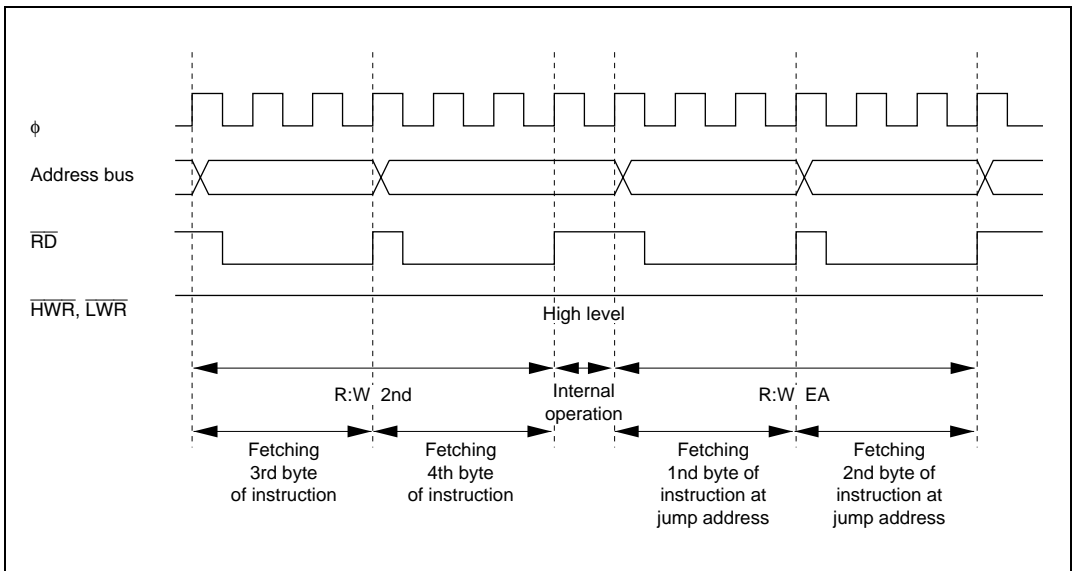 ϕ
Address bus
RD
HWR, LWR
High level
R:W 2nd
Internal
operation
R:W EA
Fetching
3rd byte
of instruction
Fetching
4th byte
of instruction
Fetching
1nd byte of
instruction at
jump address
Fetching
2nd byte of
instruction at
jump address